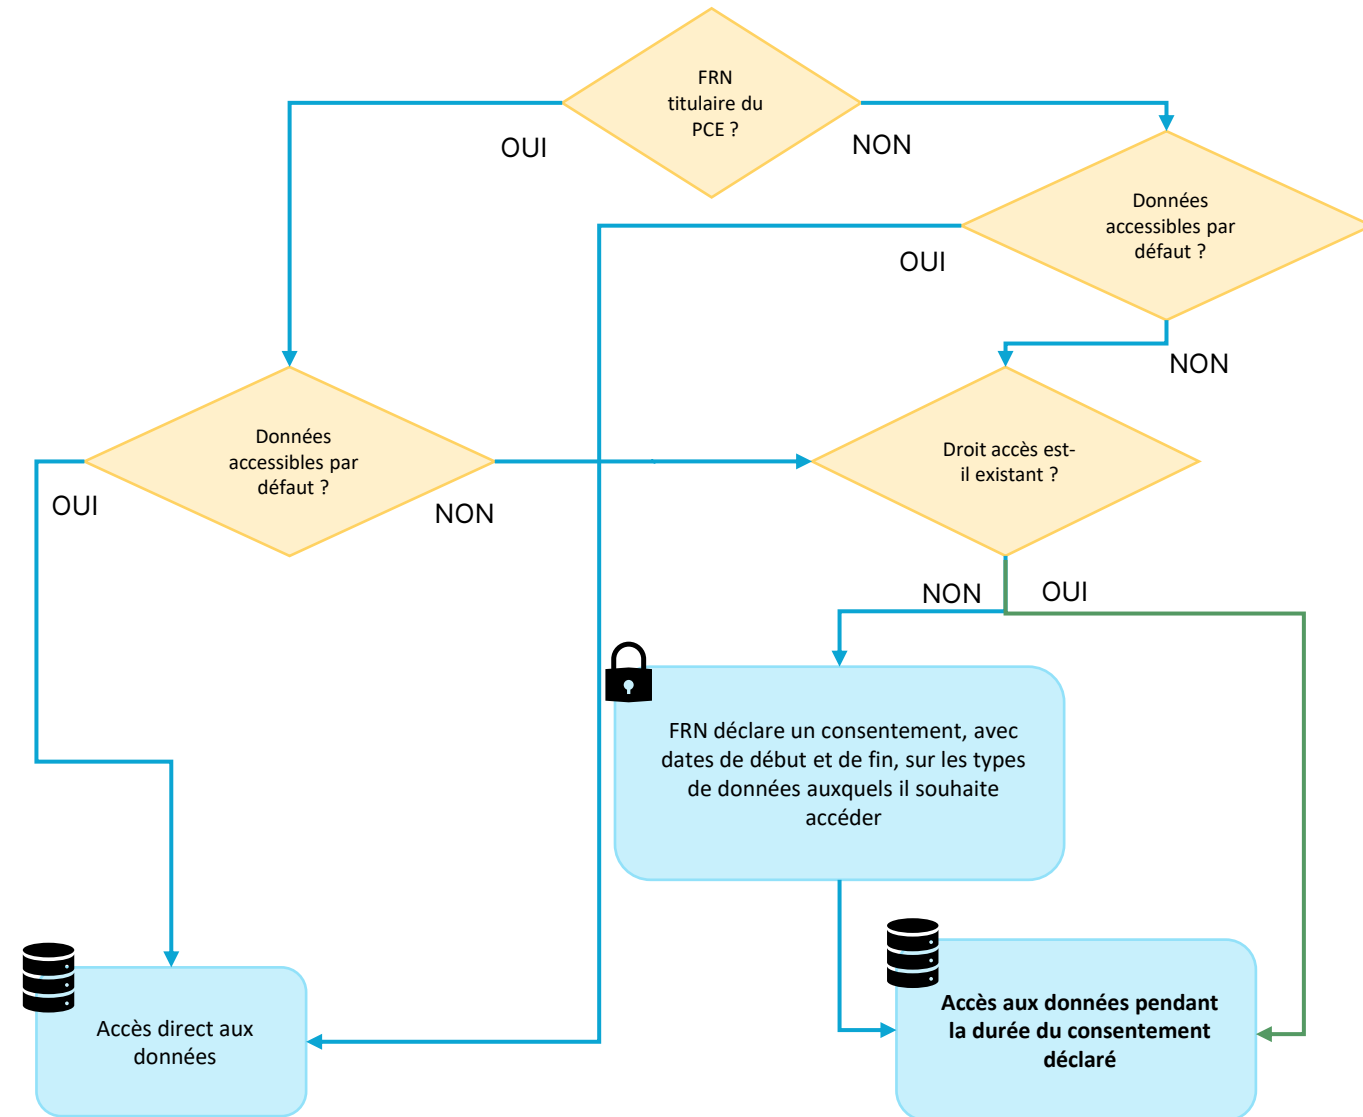 FRN
titulaire du
PCE ?
OUI
NON
Données
accessibles par
défaut ?
OUI
NON
Données
accessibles par
défaut ?
OUI
NON
Droit accès est-
il existant ?
NON
OUI
FRN déclare un consentement, avec
dates de début et de fin, sur les types
de données auxquels il souhaite
accéder
Accès direct aux
données
Accès aux données pendant
la durée du consentement
déclaré